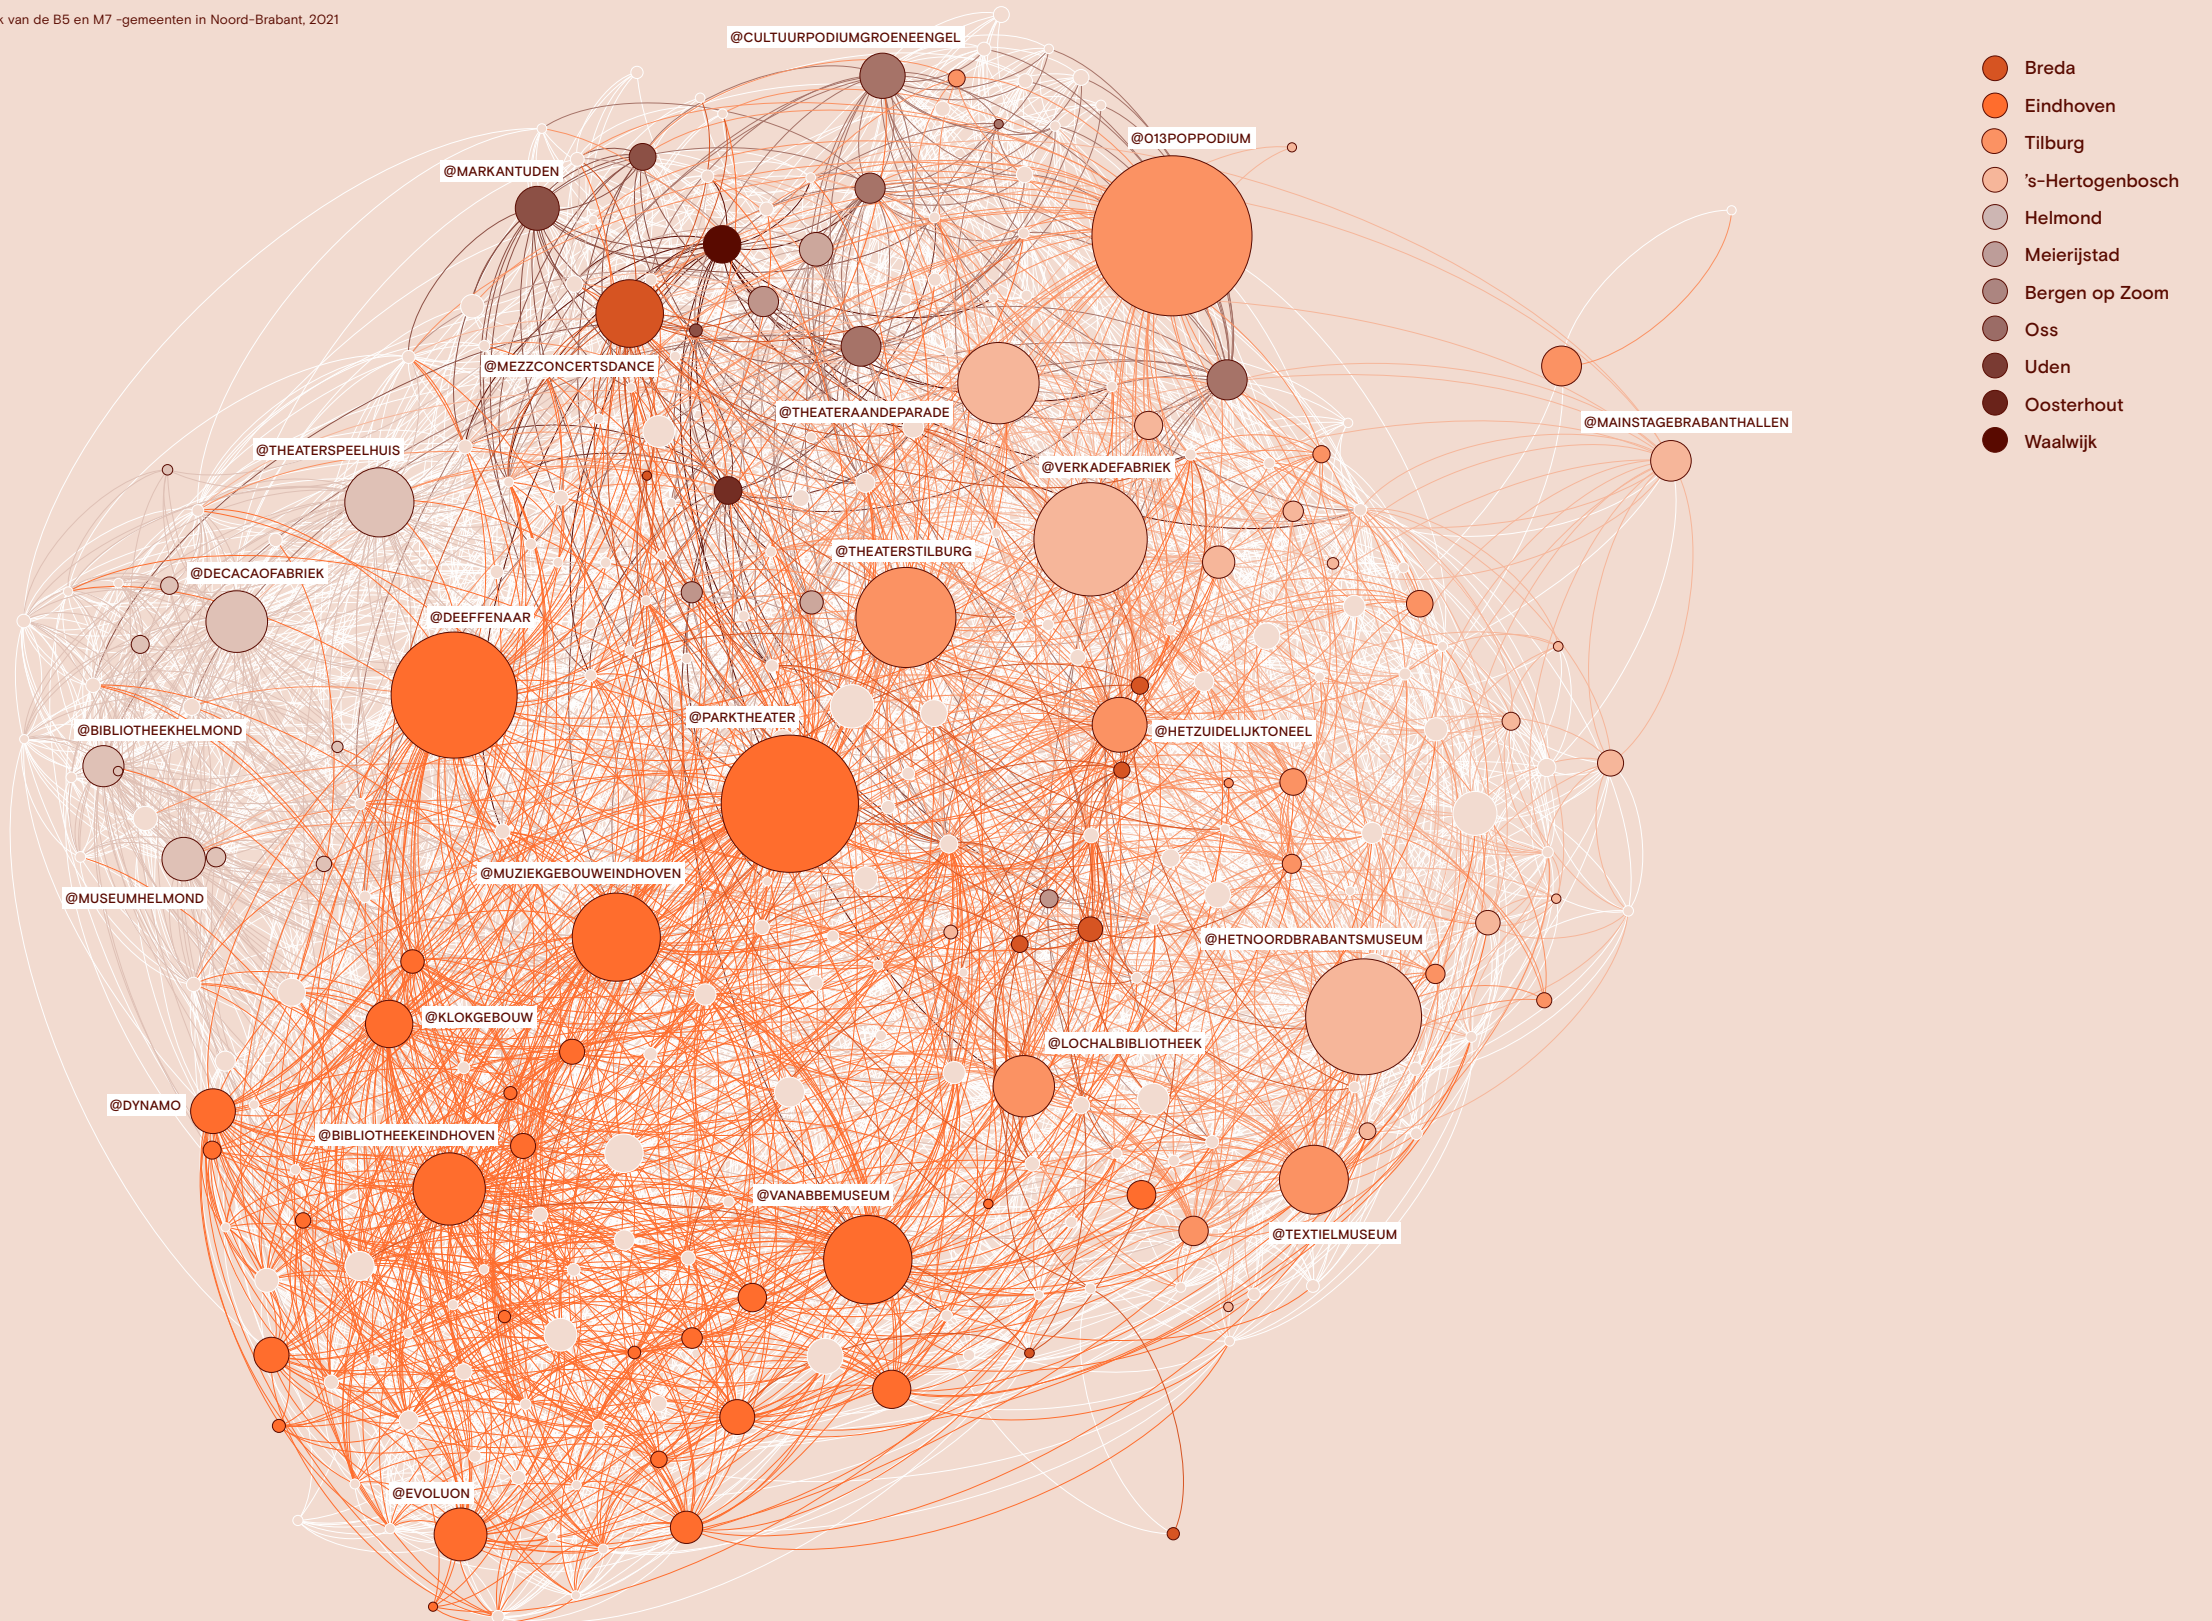 van de B5 en M7 -gemeenten in Noord-Brabant, 2021
@CULTUURPODIUMGROENEENGEL
@013POPPODIUM
@MARKANTUDEN
@MEZZCONCERTSDANCE
@THEATERAANDEPARADE
@MAINSTAGEBRABANTHALLEN
@THEATERSPEELHUIS
@VERKADEFABRIEK
@THEATERSTILBURG
@DECACAOFABRIEK
@DEEFFENAAR
@PARKTHEATER
@BIBLIOTHEEKHELMOND
@HETZUIDELIJKTONEEL
@MUZIEKGEBOUWEINDHOVEN
@MUSEUMHELMOND
@HETNOORDBRABANTSMUSEUM
@KLOKGEBOUW
@LOCHALBIBLIOTHEEK
@DYNAMO
@BIBLIOTHEEKEINDHOVEN
@VANABBEMUSEUM
@TEXTIELMUSEUM
@EVOLUON
Breda
Eindhoven
Tilburg
's-Hertogenbosch
Helmond
Meierijstad
Bergen op Zoom
Oss
Uden
Oosterhout
Waalwijk